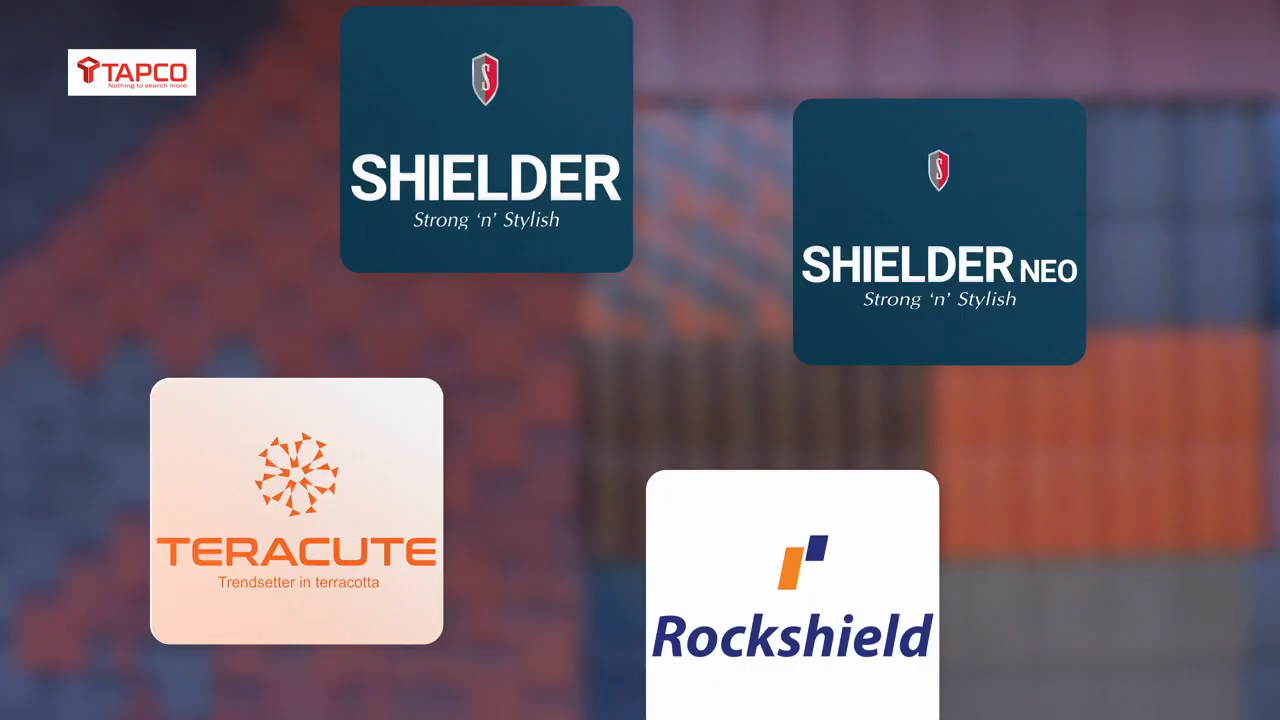 TAPCO
Nothing to search more
S
SHIELDER
Strong ‘n’ Stylish
S
SHIELDER NEO
Strong ‘n’ Stylish
TERACUTE
Trendsetter in terracotta
Rockshield